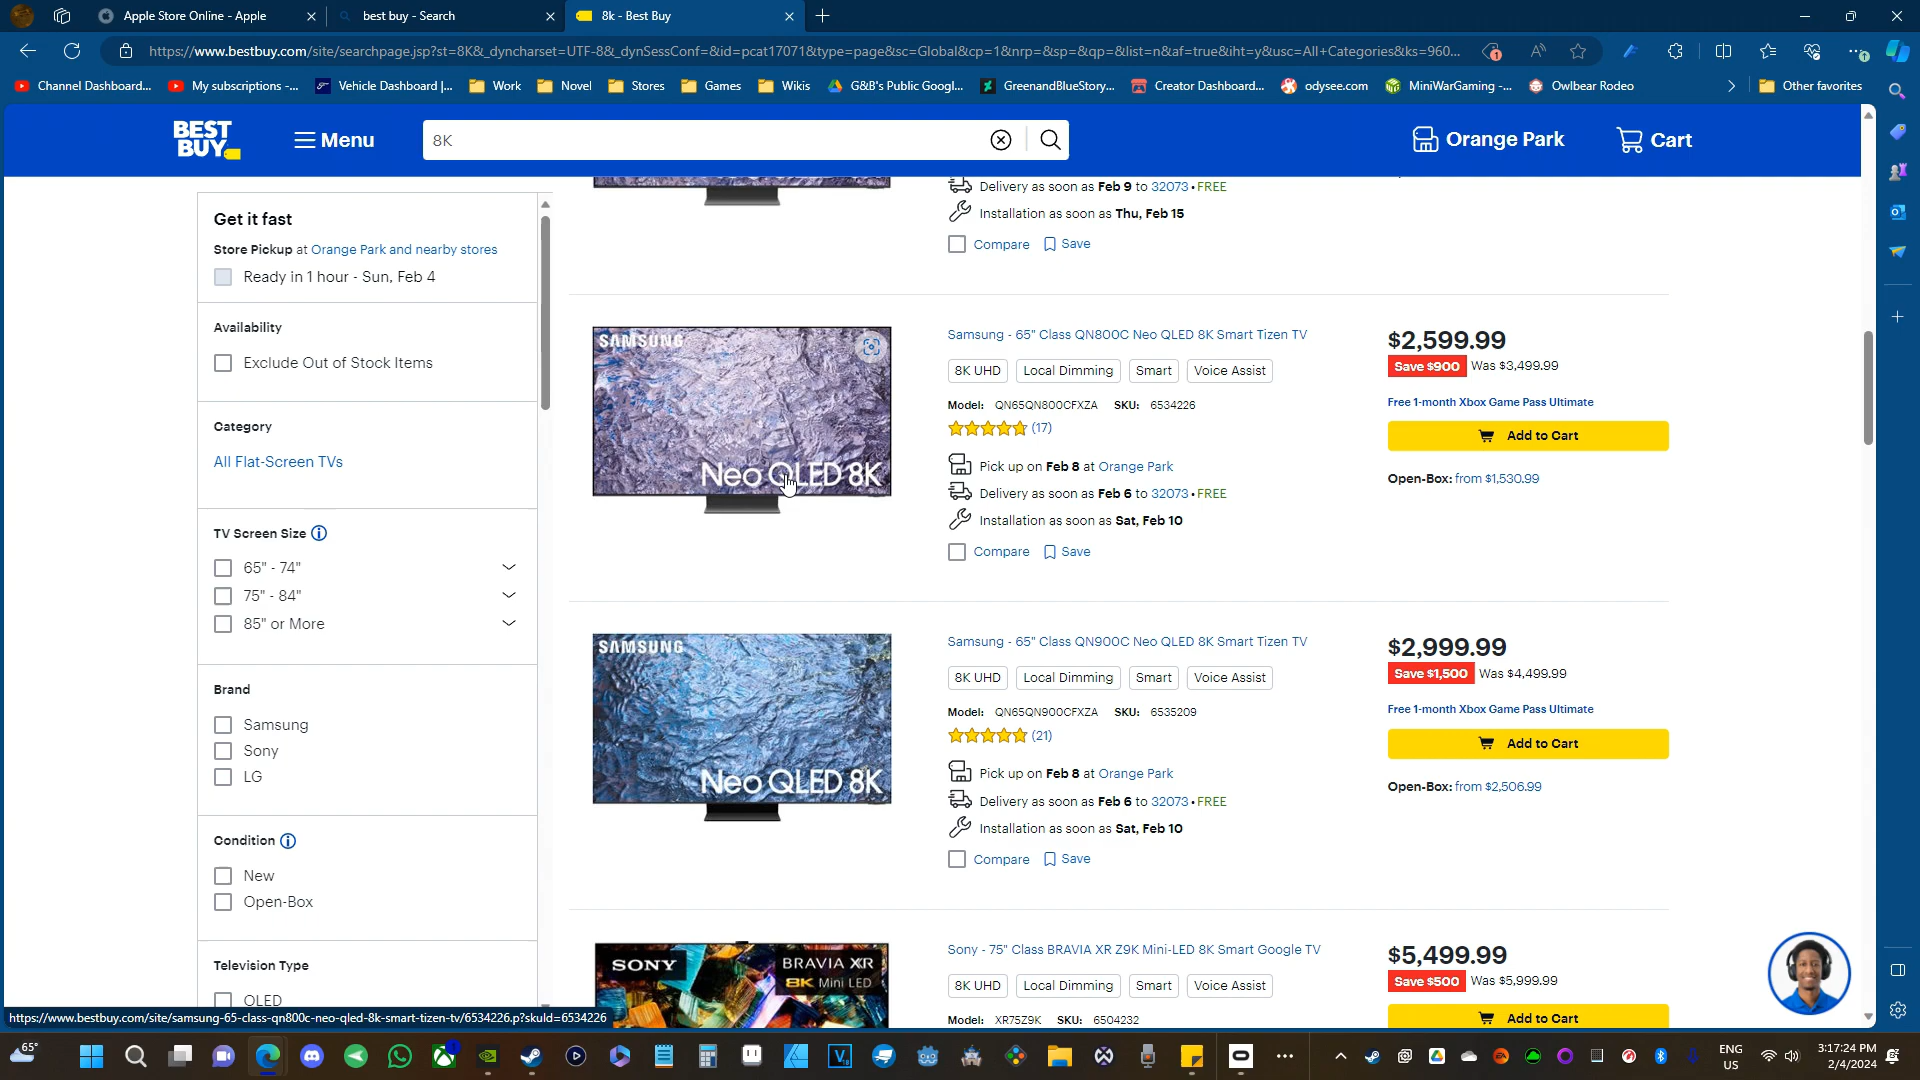 Apple Store Online - Apple
best buy - Search
8k - Best Buy
https://www.bestbuy.com/site/searchpage.jsp?st=8K&_dyncharset=UTF-8&_dynSessConf=&id=pcat17071&type=page&sc=Global&cp=1&nrp=&sp=&qp=&list=n&af=true&iht=y&usc=All+Categories&ks=960...
Channel Dashboard...
My subscriptions -...
Vehicle Dashboard |...
Work
Novel
Stores
Games
Wikis
G&B's Public Googl...
GreenandBlueStory...
Creator Dashboard...
odysee.com
MiniWarGaming -...
Owlbear Rodeo
Other favorites
BEST BUY
Menu
8K
Orange Park
Cart
Get it fast
Store Pickup at Orange Park and nearby stores
Ready in 1 hour - Sun, Feb 4
Availability
Exclude Out of Stock Items
Category
All Flat-Screen TVs
TV Screen Size
65" - 74"
75" - 84"
85" or More
Brand
Samsung
Sony
LG
Condition
New
Open-Box
Television Type
OLED
Delivery as soon as Feb 9 to 32073 • FREE
Installation as soon as Thu, Feb 15
Compare Save
SAMSUNG
Neo QLED 8K
Samsung - 65" Class QN800C Neo QLED 8K Smart Tizen TV
8K UHD Local Dimming Smart Voice Assist
Model: QN65QN800CFXZA SKU: 6534226
(17)
Pick up on Feb 8 at Orange Park
Delivery as soon as Feb 6 to 32073 • FREE
Installation as soon as Sat, Feb 10
Compare Save
$2,599.99
Save $900 Was $3,499.99
Free 1-month Xbox Game Pass Ultimate
Add to Cart
Open-Box: from $1,530.99
SAMSUNG
Neo QLED 8K
Samsung - 65" Class QN900C Neo QLED 8K Smart Tizen TV
8K UHD Local Dimming Smart Voice Assist
Model: QN65QN900CFXZA SKU: 6535209
(21)
Pick up on Feb 8 at Orange Park
Delivery as soon as Feb 6 to 32073 • FREE
Installation as soon as Sat, Feb 10
Compare Save
$2,999.99
Save $1,500 Was $4,499.99
Free 1-month Xbox Game Pass Ultimate
Add to Cart
Open-Box: from $2,506.99
SONY
BRAVIA XR
8K Mini LED
Sony - 75" Class BRAVIA XR Z9K Mini-LED 8K Smart Google TV
8K UHD Local Dimming Smart Voice Assist
Model: XR75Z9K SKU: 6504232
$5,499.99
Save $500 Was $5,999.99
Add to Cart
https://www.bestbuy.com/site/samsung-65-class-qn800c-neo-qled-8k-smart-tizen-tv/6534226.p?skuId=6534226
65°
ENG
US
3:17:24 PM
2/4/2024